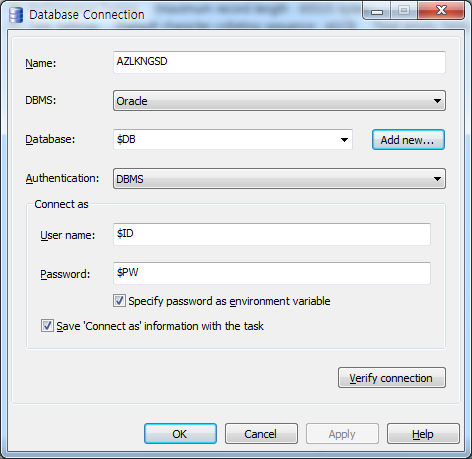 Database Connection
Name: AZLKNGSD
DBMS: Oracle
Database: $DB Add new...
Authentication: DBMS
Connect as
User name: $ID
Password: $PW
Specify password as environment variable
Save 'Connect as' information with the task
Verify connection
OK Cancel Apply Help